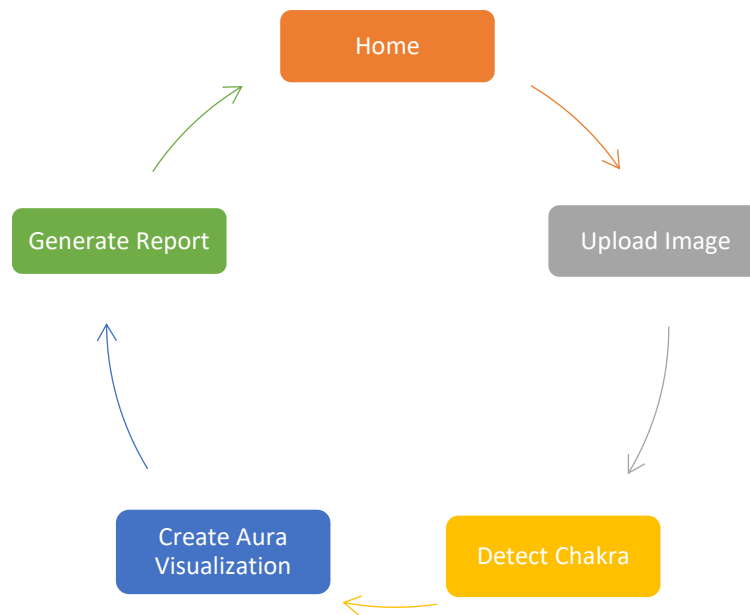 Home
Upload Image
Detect Chakra
Create Aura
Visualization
Generate Report